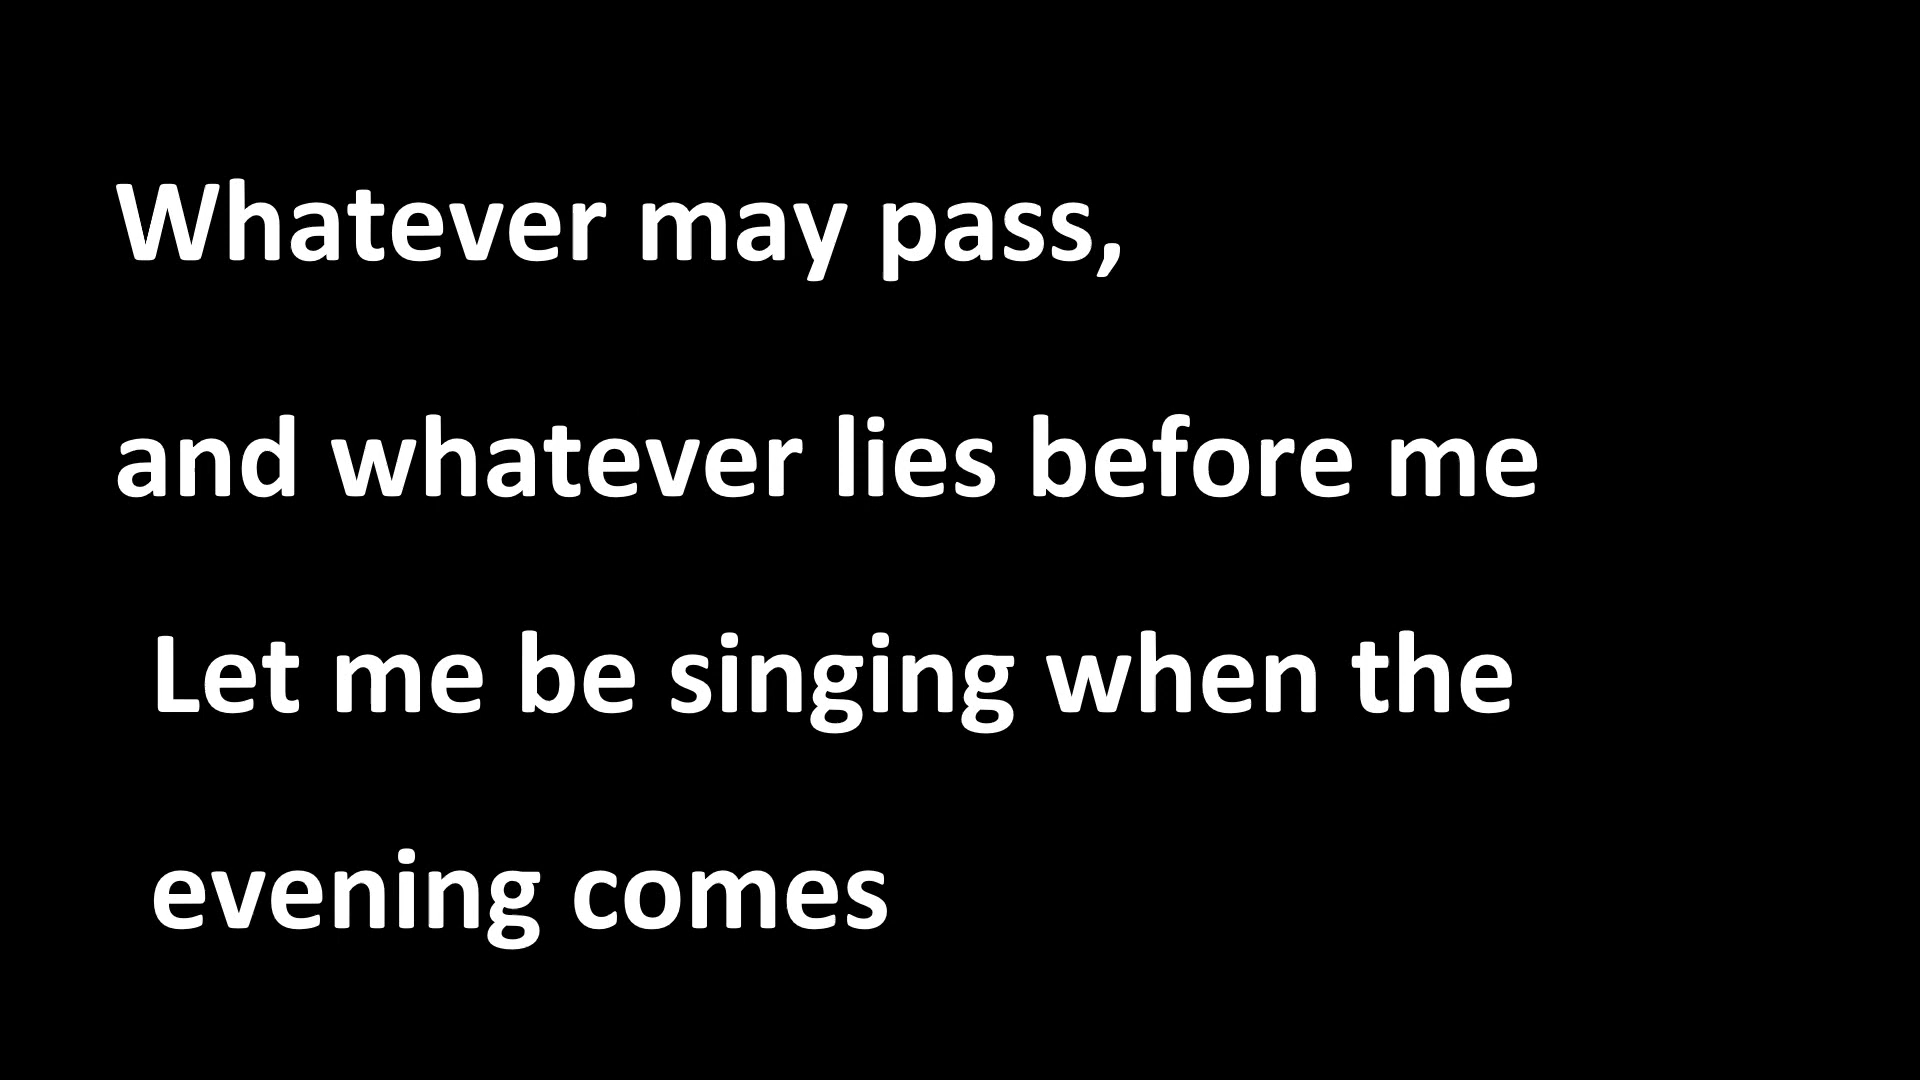 Whatever may pass,
and whatever lies before me
Let me be singing when the
evening comes